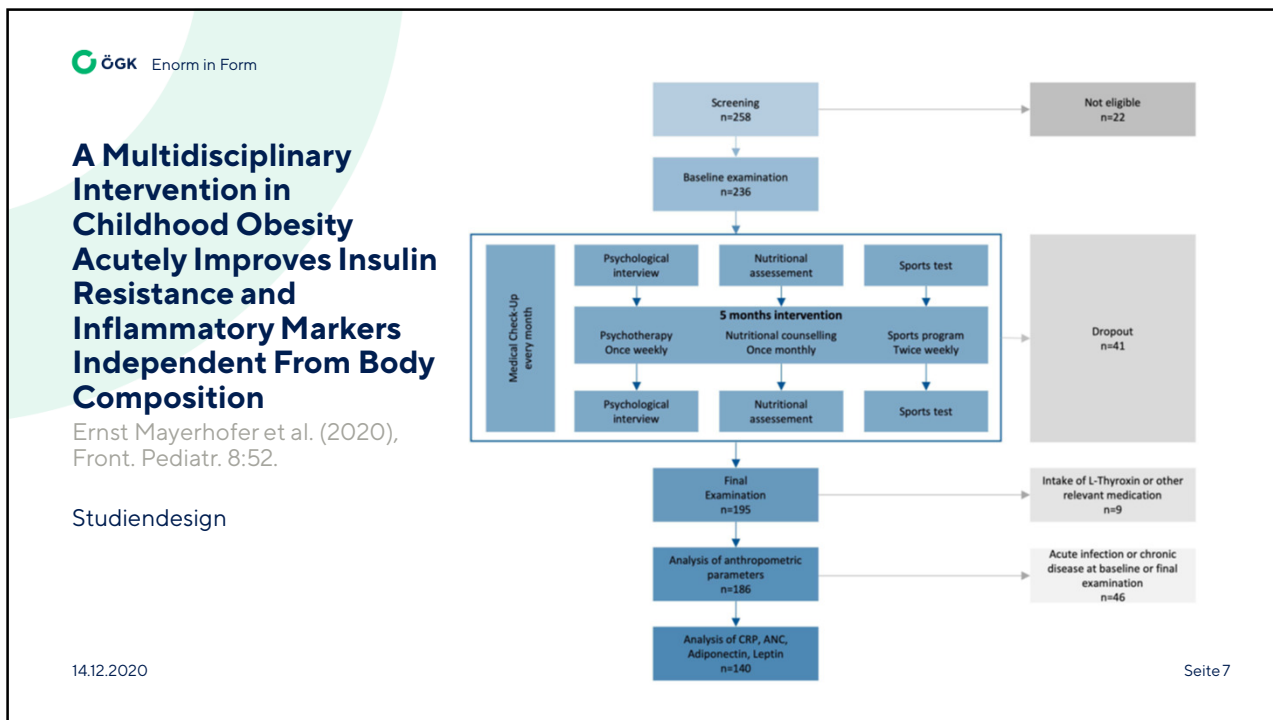 ÖGK Enorm in Form
A Multidisciplinary
Intervention in
Childhood Obesity
Acutely Improves Insulin
Resistance and
Inflammatory Markers
Independent From Body
Composition
Ernst Mayerhofer et al. (2020),
Front. Pediatr. 8:52.
Studiendesign
Screening
n=258
Not eligible
n=22
Baseline examination
n=236
Medical Check-Up
every month
Psychological
interview
Nutritional
assessement
Sports test
5 months intervention
Psychotherapy
Once weekly
Nutritional counselling
Once monthly
Sports program
Twice weekly
Psychological
interview
Nutritional
assessement
Sports test
Dropout
n=41
Final
Examination
n=195
Intake of L-Thyroxin or other
relevant medication
n=9
Analysis of anthropometric
parameters
n=186
Acute infection or chronic
disease at baseline or final
examination
n=46
Analysis of CRP, ANC,
Adiponectin, Leptin
n=140
14.12.2020
Seite 7